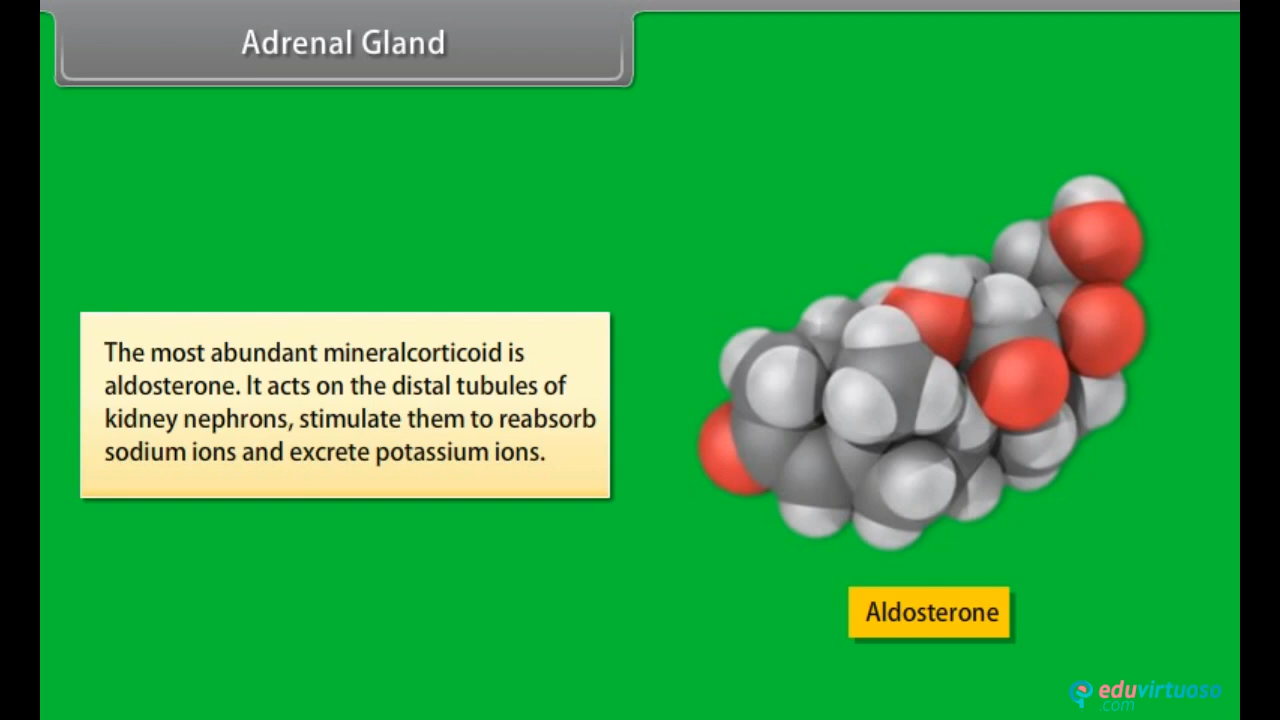 Adrenal Gland
The most abundant mineralcorticoid is
aldosterone. It acts on the distal tubules of
kidney nephrons, stimulate them to reabsorb
sodium ions and excrete potassium ions.
Aldosterone
eduvirtuoso
.com